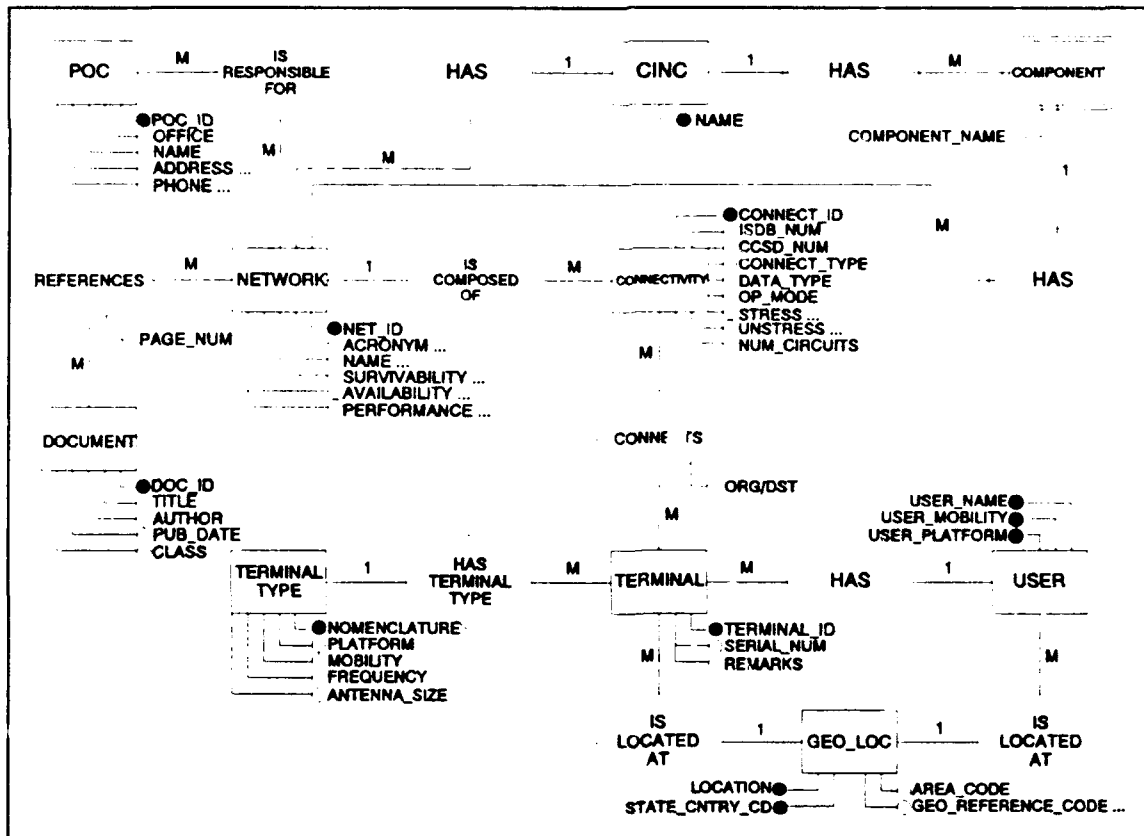 POC M IS RESPONSIBLE FOR HAS 1 CINC 1 HAS M COMPONENT
POC_ID
OFFICE
NAME
ADDRESS ...
PHONE ...
M
M
NAME
COMPONENT_NAME
1
M
CONNECT_ID
ISDB_NUM
CCSD_NUM
CONNECT_TYPE
DATA_TYPE
OP_MODE
STRESS ...
UNSTRESS ...
NUM_CIRCUITS
REFERENCES M NETWORK 1 IS COMPOSED OF M CONNECTIVITY HAS
PAGE_NUM
M
NET_ID
ACRONYM ...
NAME ...
SURVIVABILITY ...
AVAILABILITY ...
PERFORMANCE ...
M
DOCUMENT
DOC_ID
TITLE
AUTHOR
PUB_DATE
CLASS
ORG/DST
M
USER_NAME
USER_MOBILITY
USER_PLATFORM
TERMINAL TYPE 1 HAS TERMINAL TYPE M TERMINAL M HAS 1 USER
NOMENCLATURE
PLATFORM
MOBILITY
FREQUENCY
ANTENNA_SIZE
TERMINAL_ID
SERIAL_NUM
REMARKS
M
M
IS LOCATED AT 1 GEO_LOC 1 IS LOCATED AT
LOCATION
STATE_CNTRY_CD
AREA_CODE
GEO_REFERENCE_CODE ...